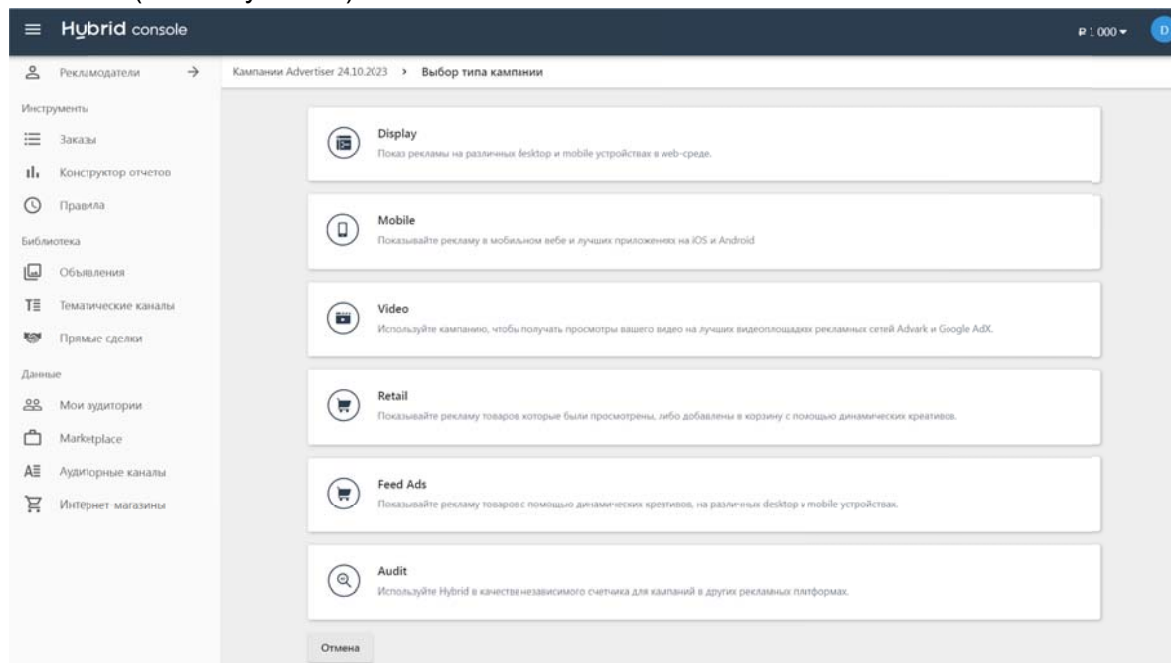 Hybrid console
000
D
Рекламодатели
Кампании Advertiser 24.10.2023 > Выбор типа кампании
Инструменты
Заказы
Конструктор отчетов
Правила
Библиотека
Объявления
Тематические каналы
Прямые сделки
Данные
Мои аудитории
Marketplace
Аудиторные каналы
Интернет-магазины
Display
Показ рекламы на различных desktop и mobile устройствах в web-среде.
Mobile
Показывайте рекламу в мобильном вебе и лучших приложениях на iOS и Android
Video
Используйте кампанию, чтобы получать просмотры вашего видео на лучших видеоплощадках рекламных сетей Advark и Google AdX.
Retail
Показывайте рекламу товаров которые были просмотрены, либо добавлены в корзину с помощью динамических креативов.
Feed Ads
Показывайте рекламу товаров с помощью динамических креативов, на различных desktop и mobile устройствах.
Audit
Используйте Hybrid в качестве независимого счетчика для кампаний в других рекламных платформах.
Отмена